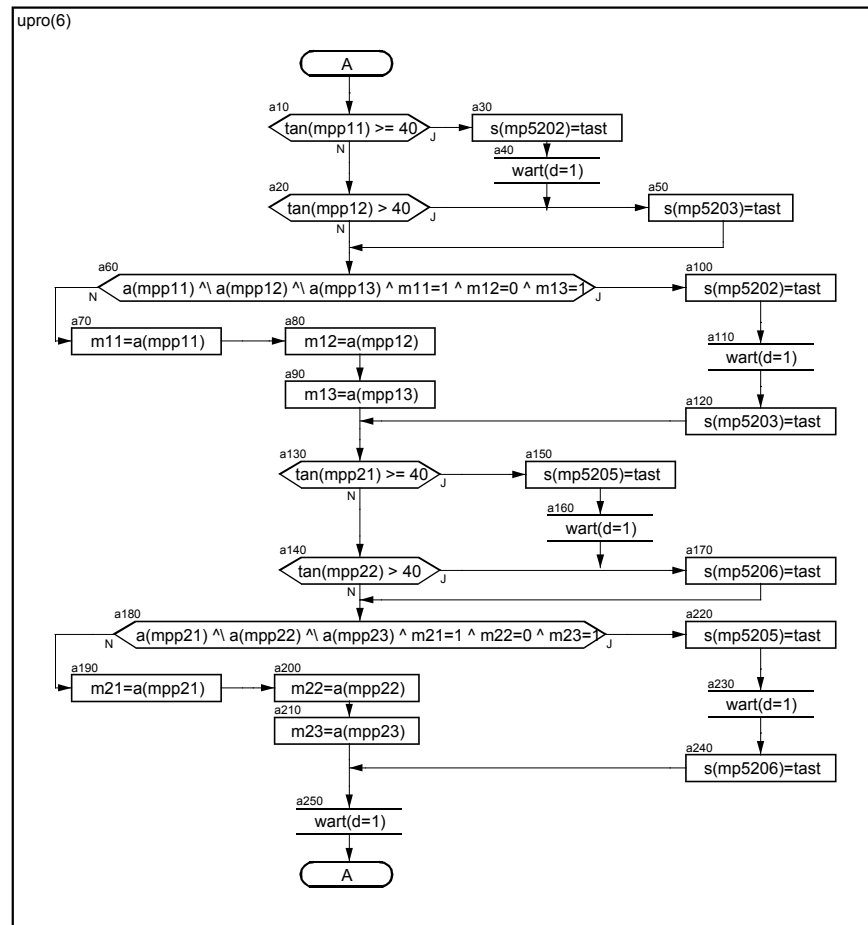 upro(6)
A
a10
tan(mpp11) >= 40
J
N
a30
s(mp5202)=tast
a40
wart(d=1)
a20
tan(mpp12) > 40
J
N
a50
s(mp5203)=tast
a60
a(mpp11) ^\ a(mpp12) ^\ a(mpp13) ^ m11=1 ^ m12=0 ^ m13=1
N
J
a100
s(mp5202)=tast
a70
m11=a(mpp11)
a80
m12=a(mpp12)
a110
wart(d=1)
a90
m13=a(mpp13)
a120
s(mp5203)=tast
a130
tan(mpp21) >= 40
J
N
a150
s(mp5205)=tast
a160
wart(d=1)
a140
tan(mpp22) > 40
J
N
a170
s(mp5206)=tast
a180
a(mpp21) ^\ a(mpp22) ^\ a(mpp23) ^ m21=1 ^ m22=0 ^ m23=1
N
J
a220
s(mp5205)=tast
a190
m21=a(mpp21)
a200
m22=a(mpp22)
a230
wart(d=1)
a210
m23=a(mpp23)
a240
s(mp5206)=tast
a250
wart(d=1)
A